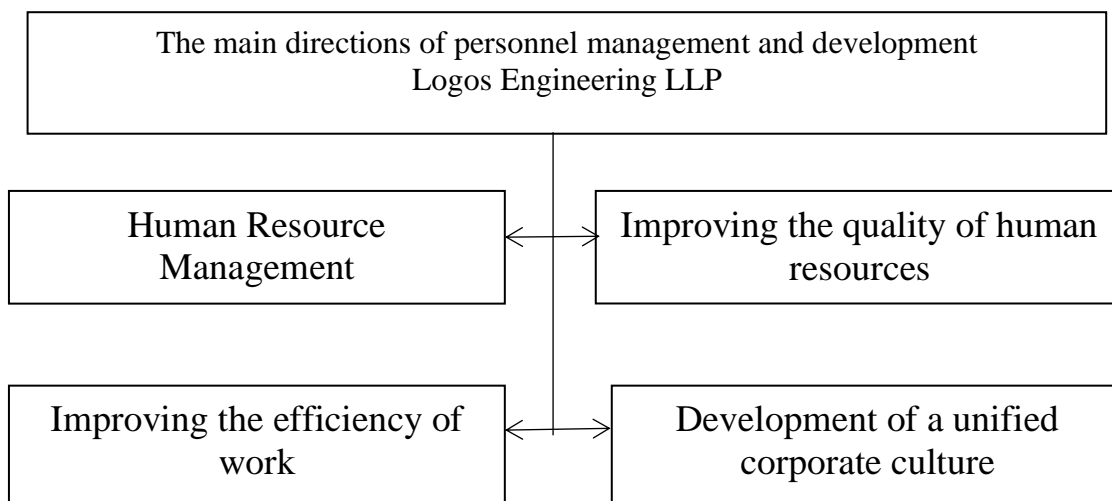 The main directions of personnel management and development
Logos Engineering LLP
Human Resource
Management
Improving the quality of human
resources
Improving the efficiency of
work
Development of a unified
corporate culture